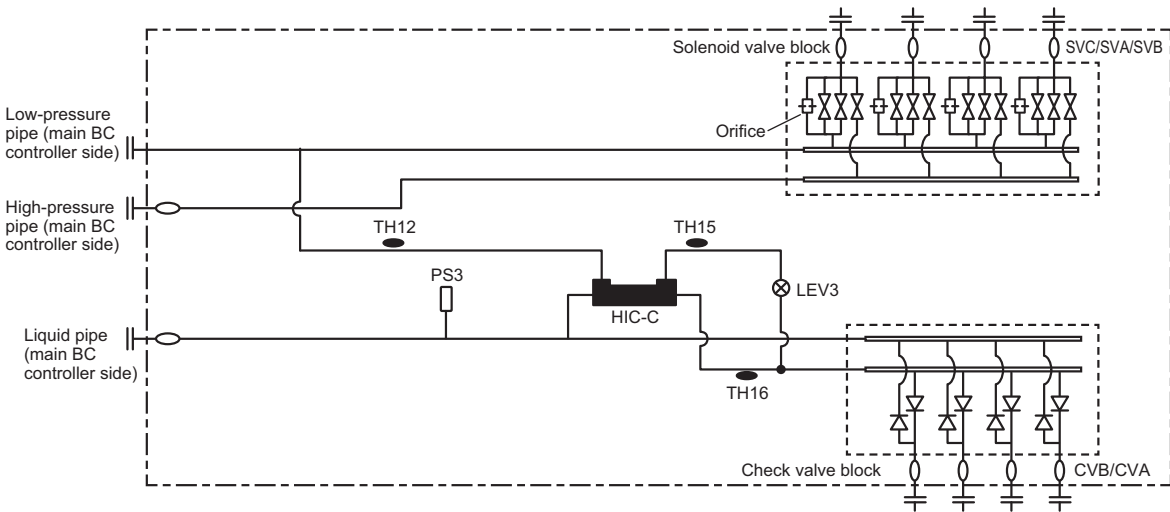 Solenoid valve block
SVC/SVA/SVB
Orifice
Low-pressure
pipe (main BC
controller side)
High-pressure
pipe (main BC
controller side)
TH12
TH15
PS3
LEV3
HIC-C
Liquid pipe
(main BC
controller side)
TH16
Check valve block
CVB/CVA